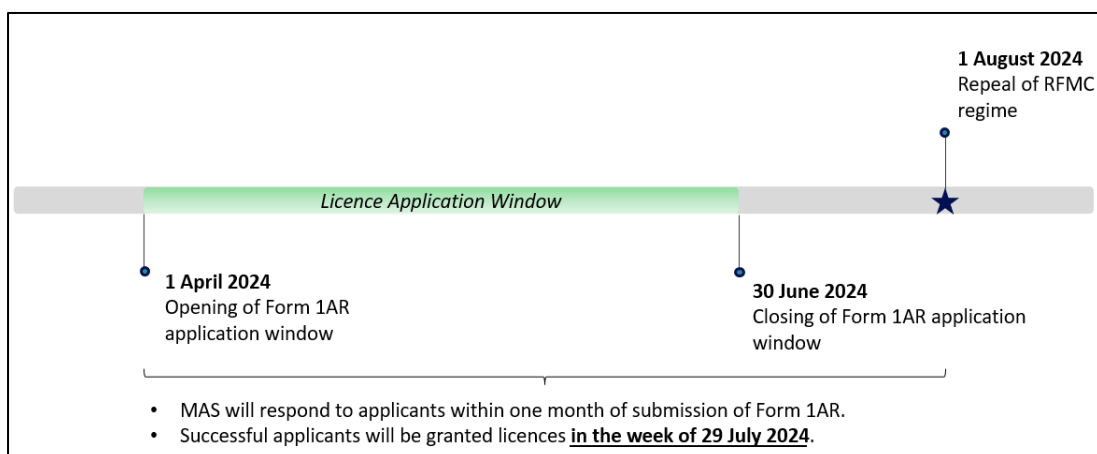 1 August 2024
Repeal of RFMC
regime
Licence Application Window
1 April 2024
Opening of Form 1AR
application window
30 June 2024
Closing of Form 1AR application
window
• MAS will respond to applicants within one month of submission of Form 1AR.
• Successful applicants will be granted licences in the week of 29 July 2024.